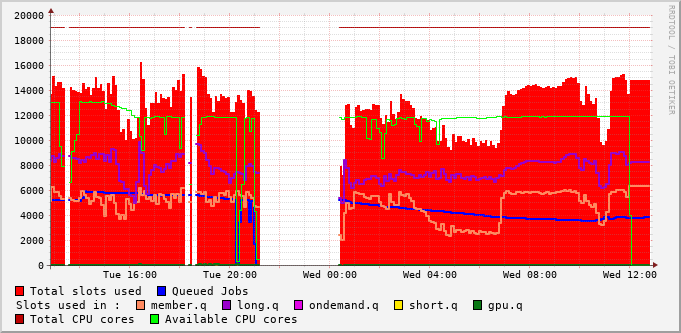 20000
18000
16000
14000
12000
10000
8000
6000
4000
2000
0
Tue 16:00 Tue 20:00 Wed 00:00 Wed 04:00 Wed 08:00 Wed 12:00
RRDTOOL / TOBI OETIKER
Total slots used Queued Jobs
Slots used in : member.q long.q ondemand.q short.q gpu.q
Total CPU cores Available CPU cores